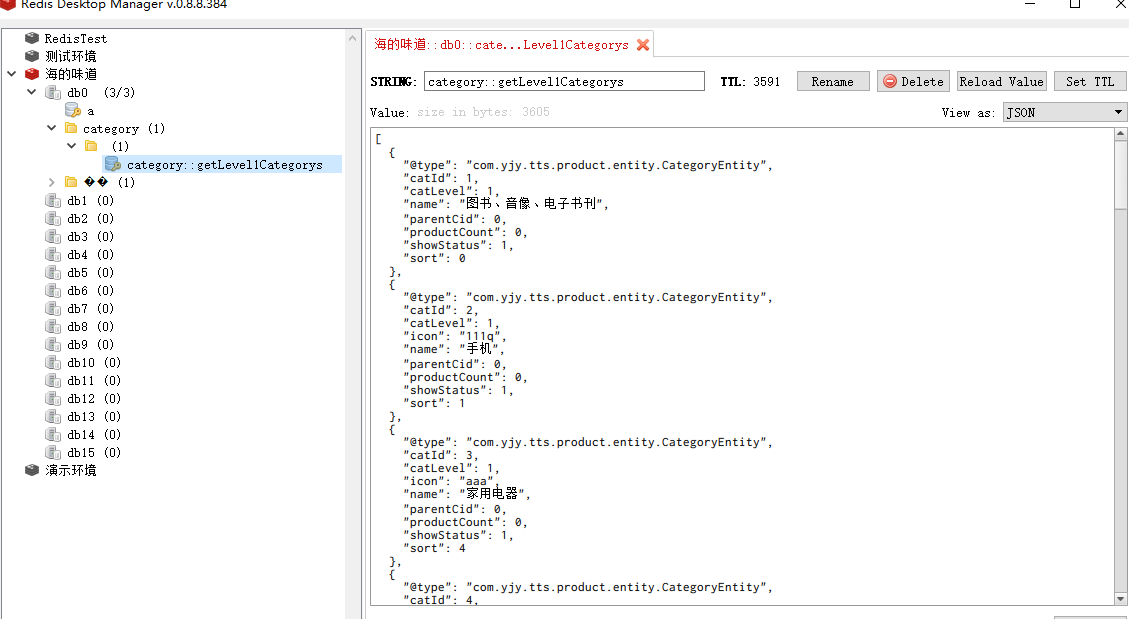 Redis Desktop Manager v.0.8.8.384
RedisTest
测试环境
海的味道
db0 (3/3)
a
category (1)
(1)
category::getLevel1Categorys
�� (1)
db1 (0)
db2 (0)
db3 (0)
db4 (0)
db5 (0)
db6 (0)
db7 (0)
db8 (0)
db9 (0)
db10 (0)
db11 (0)
db12 (0)
db13 (0)
db14 (0)
db15 (0)
演示环境
海的味道::db0::cate...Level1Categorys
STRING: category::getLevel1Categorys TTL: 3591 Rename Delete Reload Value Set TTL
Value: size in bytes: 3605 View as: JSON
[
{
"@type": "com.yjy.tts.product.entity.CategoryEntity",
"catId": 1,
"catLevel": 1,
"name": "图书、音像、电子书刊",
"parentCid": 0,
"productCount": 0,
"showStatus": 1,
"sort": 0
},
{
"@type": "com.yjy.tts.product.entity.CategoryEntity",
"catId": 2,
"catLevel": 1,
"icon": "111q",
"name": "手机",
"parentCid": 0,
"productCount": 0,
"showStatus": 1,
"sort": 1
},
{
"@type": "com.yjy.tts.product.entity.CategoryEntity",
"catId": 3,
"catLevel": 1,
"icon": "aaa",
"name": "家用电器",
"parentCid": 0,
"productCount": 0,
"showStatus": 1,
"sort": 4
},
{
"@type": "com.yjy.tts.product.entity.CategoryEntity",
"catId": 4,